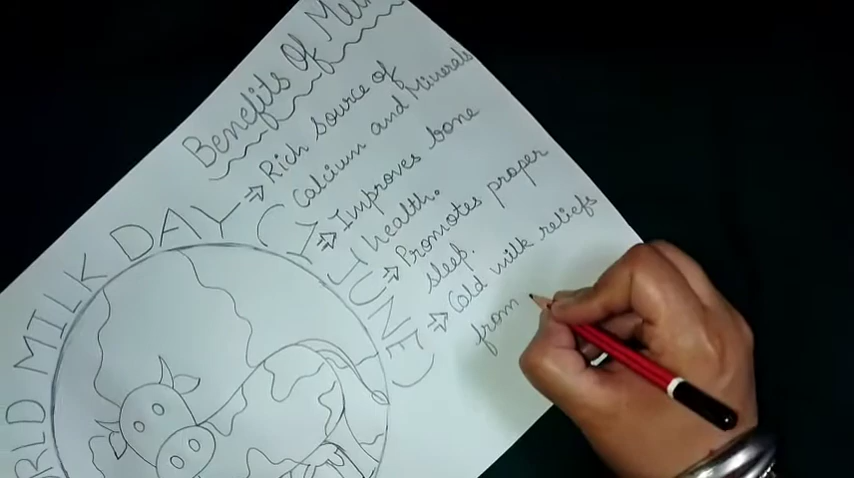 WORLD MILK DAY (1 JUNE)
Benefits Of
⇒ Rich source of
Calcium and Minerals
⇒ Improves bone
health.
⇒ Promotes proper
sleep.
⇒ Cold milk reliefs
from